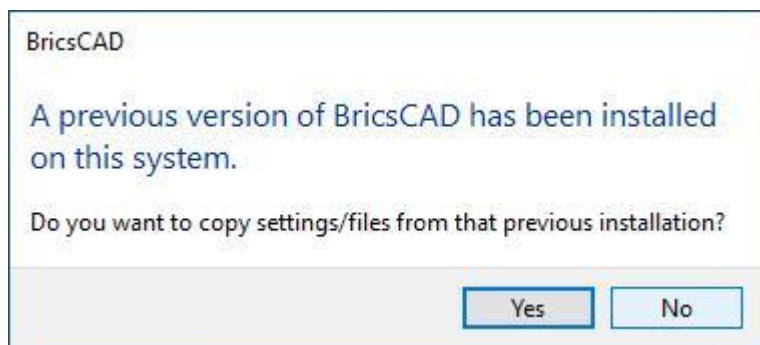 BricsCAD
A previous version of BricsCAD has been installed
on this system.
Do you want to copy settings/files from that previous installation?
Yes No